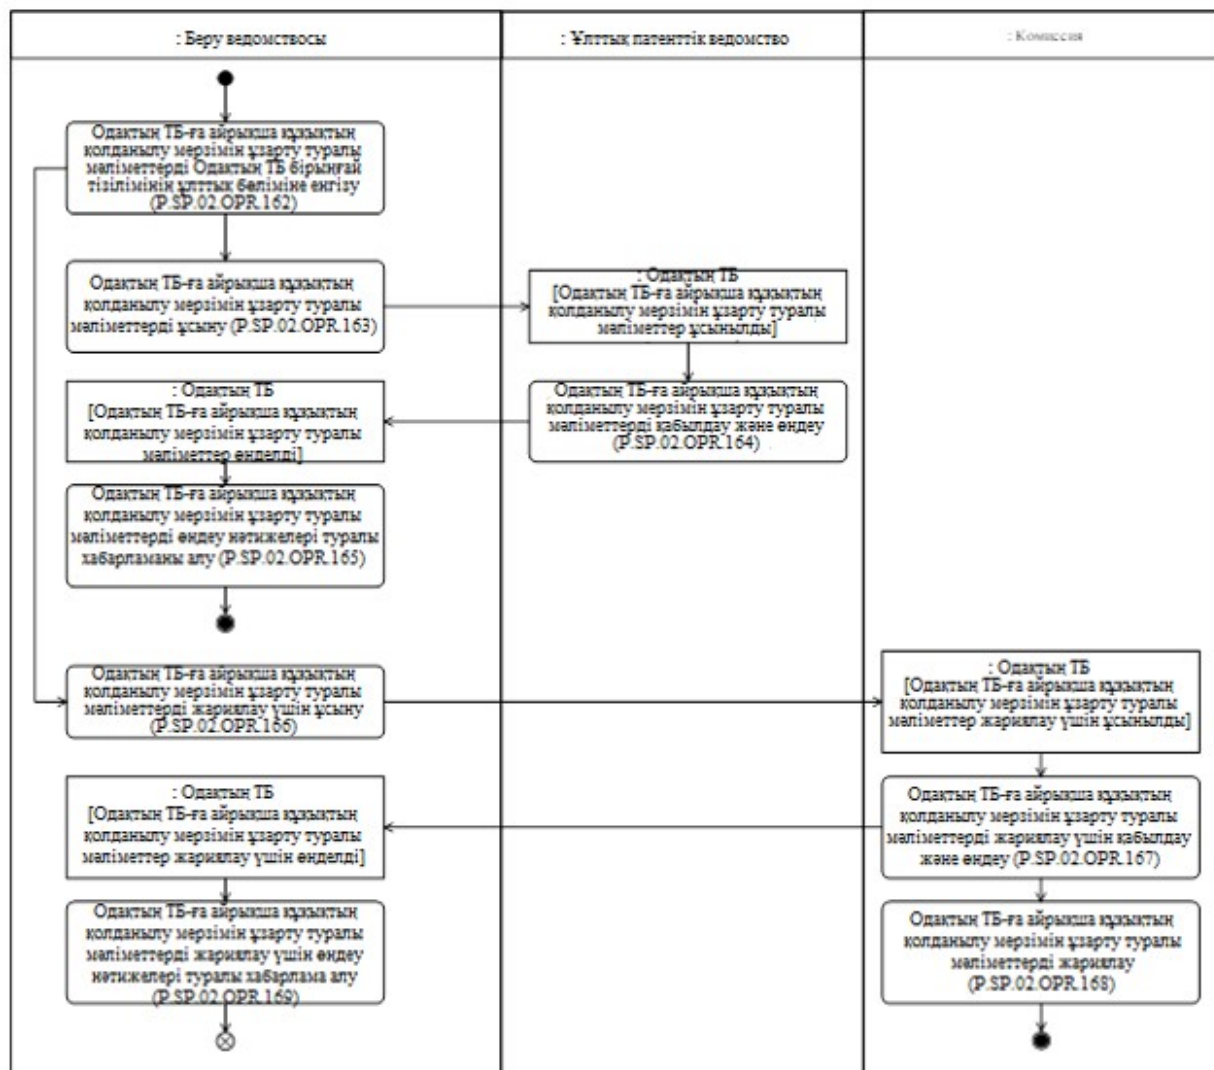 : Беру ведомствосы
: Ұлттық патенттік ведомство
: Комиссия
Одақтың ТБ-ға айрықша құқықтың
қолданылу мерзімін ұзарту туралы
мәліметтерді Одақтың ТБ бірыңғай
тізілімінің ұлттық бөліміне енгізу
(P.SP.02.OPR.162)
Одақтың ТБ-ға айрықша құқықтың
қолданылу мерзімін ұзарту туралы
мәліметтерді ұсыну (P.SP.02.OPR.163)
: Одақтың ТБ
[Одақтың ТБ-ға айрықша құқықтың
қолданылу мерзімін ұзарту туралы
мәліметтер ұсынылды]
: Одақтың ТБ
[Одақтың ТБ-ға айрықша құқықтың
қолданылу мерзімін ұзарту туралы
мәліметтер өңделді]
Одақтың ТБ-ға айрықша құқықтың
қолданылу мерзімін ұзарту туралы
мәліметтерді қабылдау және өңдеу
(P.SP.02.OPR.164)
Одақтың ТБ-ға айрықша құқықтың
қолданылу мерзімін ұзарту туралы
мәліметтерді өңдеу нәтижелері туралы
хабарламаны алу (P.SP.02.OPR.165)
Одақтың ТБ-ға айрықша құқықтың
қолданылу мерзімін ұзарту туралы
мәліметтерді жариялау үшін ұсыну
(P.SP.02.OPR.166)
: Одақтың ТБ
[Одақтың ТБ-ға айрықша құқықтың
қолданылу мерзімін ұзарту туралы
мәліметтер жариялау үшін ұсынылды]
: Одақтың ТБ
[Одақтың ТБ-ға айрықша құқықтың
қолданылу мерзімін ұзарту туралы
мәліметтер жариялау үшін өңделді]
Одақтың ТБ-ға айрықша құқықтың
қолданылу мерзімін ұзарту туралы
мәліметтерді жариялау үшін қабылдау
және өңдеу (P.SP.02.OPR.167)
Одақтың ТБ-ға айрықша құқықтың
қолданылу мерзімін ұзарту туралы
мәліметтерді жариялау үшін өңдеу
нәтижелері туралы хабарлама алу
(P.SP.02.OPR.169)
Одақтың ТБ-ға айрықша құқықтың
қолданылу мерзімін ұзарту туралы
мәліметтерді жариялау
(P.SP.02.OPR.168)